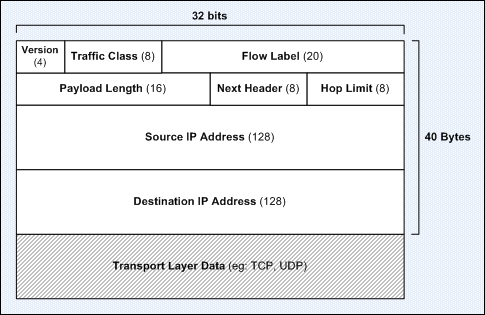 32 bits
Version
(4)
Traffic Class (8)
Flow Label (20)
Payload Length (16)
Next Header (8)
Hop Limit (8)
Source IP Address (128)
40 Bytes
Destination IP Address (128)
Transport Layer Data (eg: TCP, UDP)